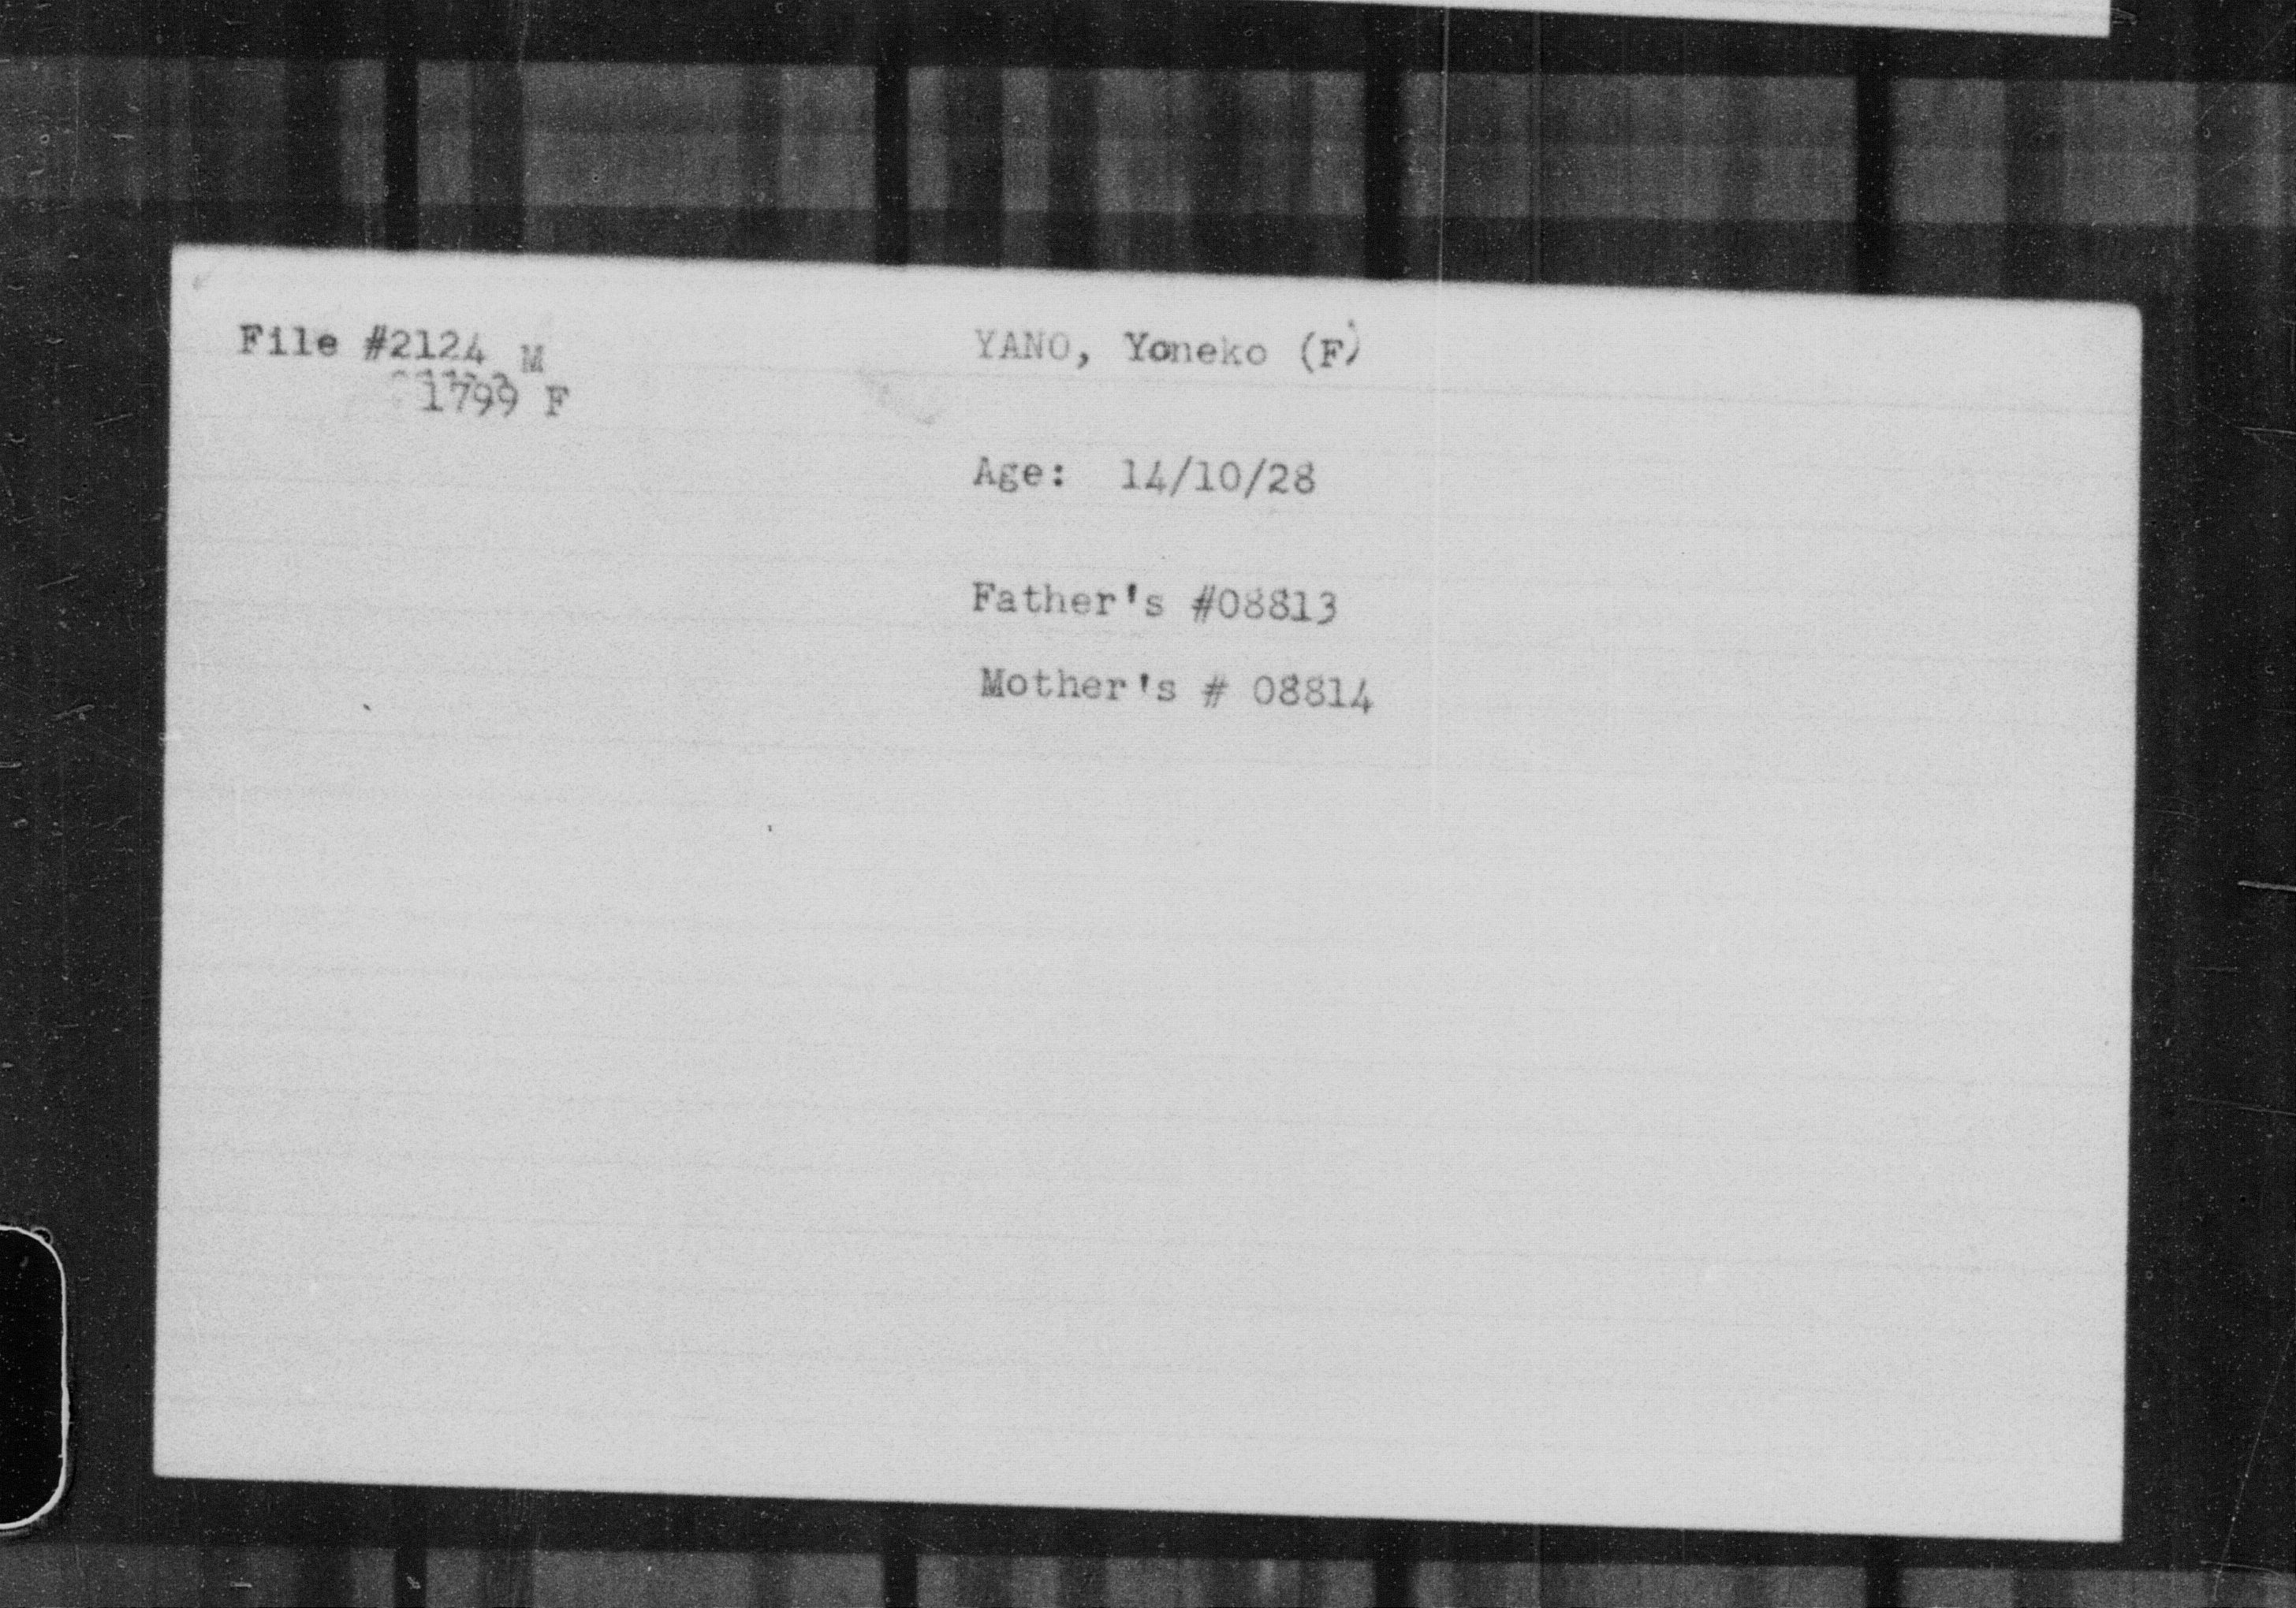 File #2124 M
1799 F
YANO, Yoneko (F)
Age: 14/10/28
Father's #08813
Mother's # 08814